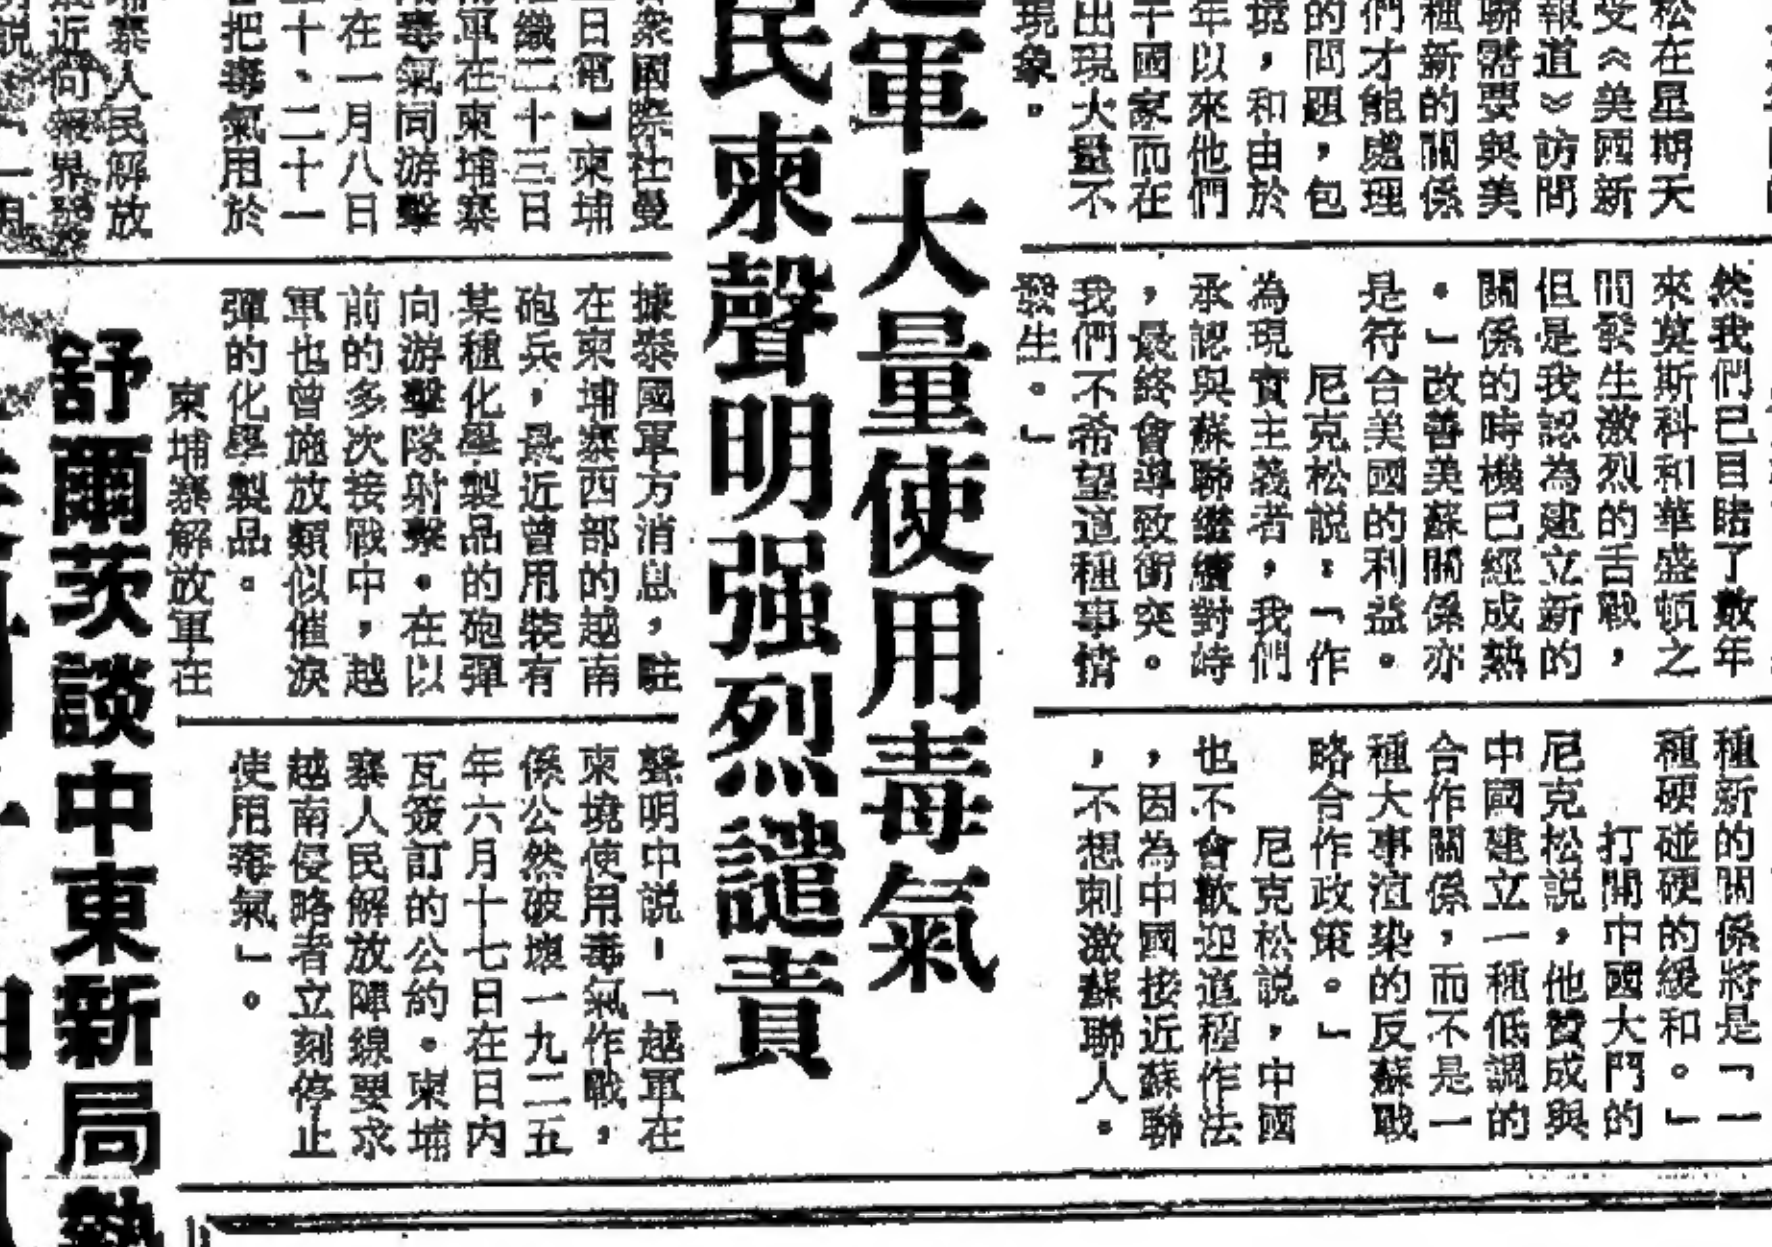 松在星期天
受《美國新
報道》訪問
聯需要與美
種新的關係
們才能處理
的問題，包
境，和由於
年以來他們
干國家而在
出現大量不
現象。
然我們已目睹了數年
來莫斯科和華盛頓之
間發生激烈的舌戰，
但是我認為建立新的
關係的時機已經成熟
。」改善美蘇關係亦
是符合美國的利益。
尼克松說：「作
為現實主義者，我們
承認與蘇聯繼續對峙
，最終會導致衝突。
我們不希望這種事情
發生。」
種新的關係將是「一
種硬碰硬的緩和。」
打開中國大門的
尼克松說，他贊成與
中國建立一種低調的
合作關係，而不是一
種大事渲染的反蘇戰
略合作政策。」
尼克松說，中國
也不會歡迎這種作法
，因為中國接近蘇聯
，不想刺激蘇聯人。
軍大量使用毒氣
民柬聲明强烈譴責
衆國際社曼
日電】柬埔
織二十三日
軍在柬埔寨
毒氣同游擊
在一月八日
十、二十一
把毒氣用於
寨人民解放
近向報界發
據泰國軍方消息，駐
在柬埔寨西部的越南
砲兵，最近曾用裝有
某種化學製品的砲彈
向游擊隊射擊。在以
前的多次接戰中，越
軍也曾施放類似催淚
彈的化學製品。
柬埔寨解放軍在
聲明中說－「越軍在
柬境使用毒氣作戰，
係公然破壞一九二五
年六月十七日在日內
瓦簽訂的公約。柬埔
寨人民解放陣線要求
越南侵略者立刻停止
使用毒氣」。
舒爾茨談中東新局勢